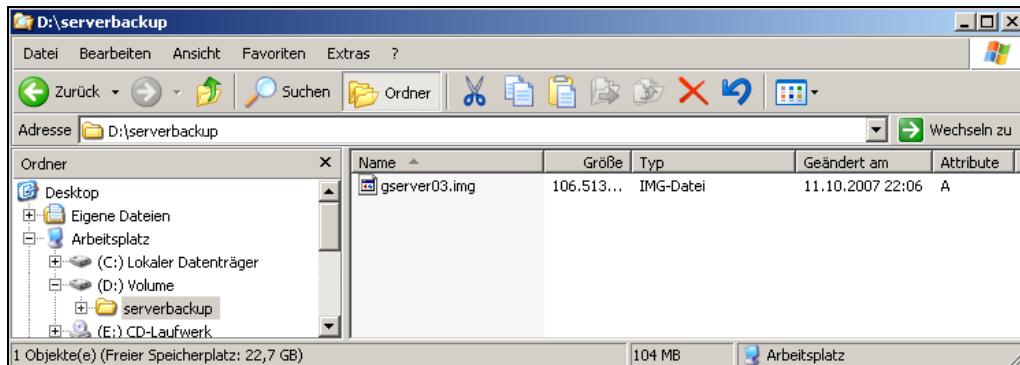 D:\serverbackup
Datei Bearbeiten Ansicht Favoriten Extras ?
Zurück Suchen Ordner
Adresse D:\serverbackup Wechseln zu
Ordner
Name Größe Typ Geändert am Attribute
gserver03.img 106.513... IMG-Datei 11.10.2007 22:06 A
Desktop
Eigene Dateien
Arbeitsplatz
(C:) Lokaler Datenträger
(D:) Volume
serverbackup
(E:) CD-Laufwerk
1 Objekte(e) (Freier Speicherplatz: 22,7 GB) 104 MB Arbeitsplatz